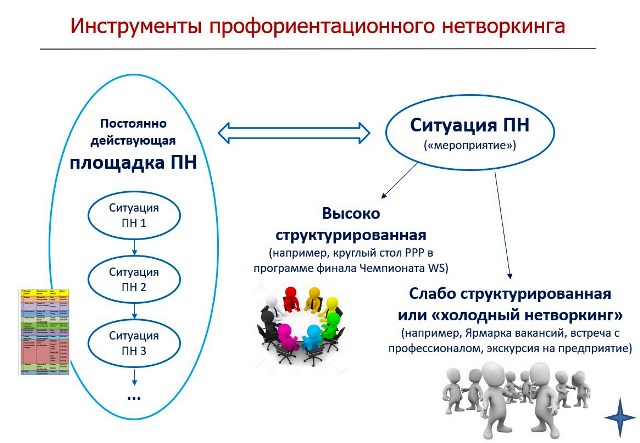 Инструменты профориентационного нетворкинга
Постоянно
действующая
площадка ПН
Ситуация
ПН 1
Ситуация
ПН 2
Ситуация
ПН 3
...
Ситуация ПН
(«мероприятие»)
Высоко
структурированная
(например, круглый стол РРР в
программе финала Чемпионата WS)
Слабо структурированная
или «холодный нетворкинг»
(например, Ярмарка вакансий, встреча с
профессионалом, экскурсия на предприятие)